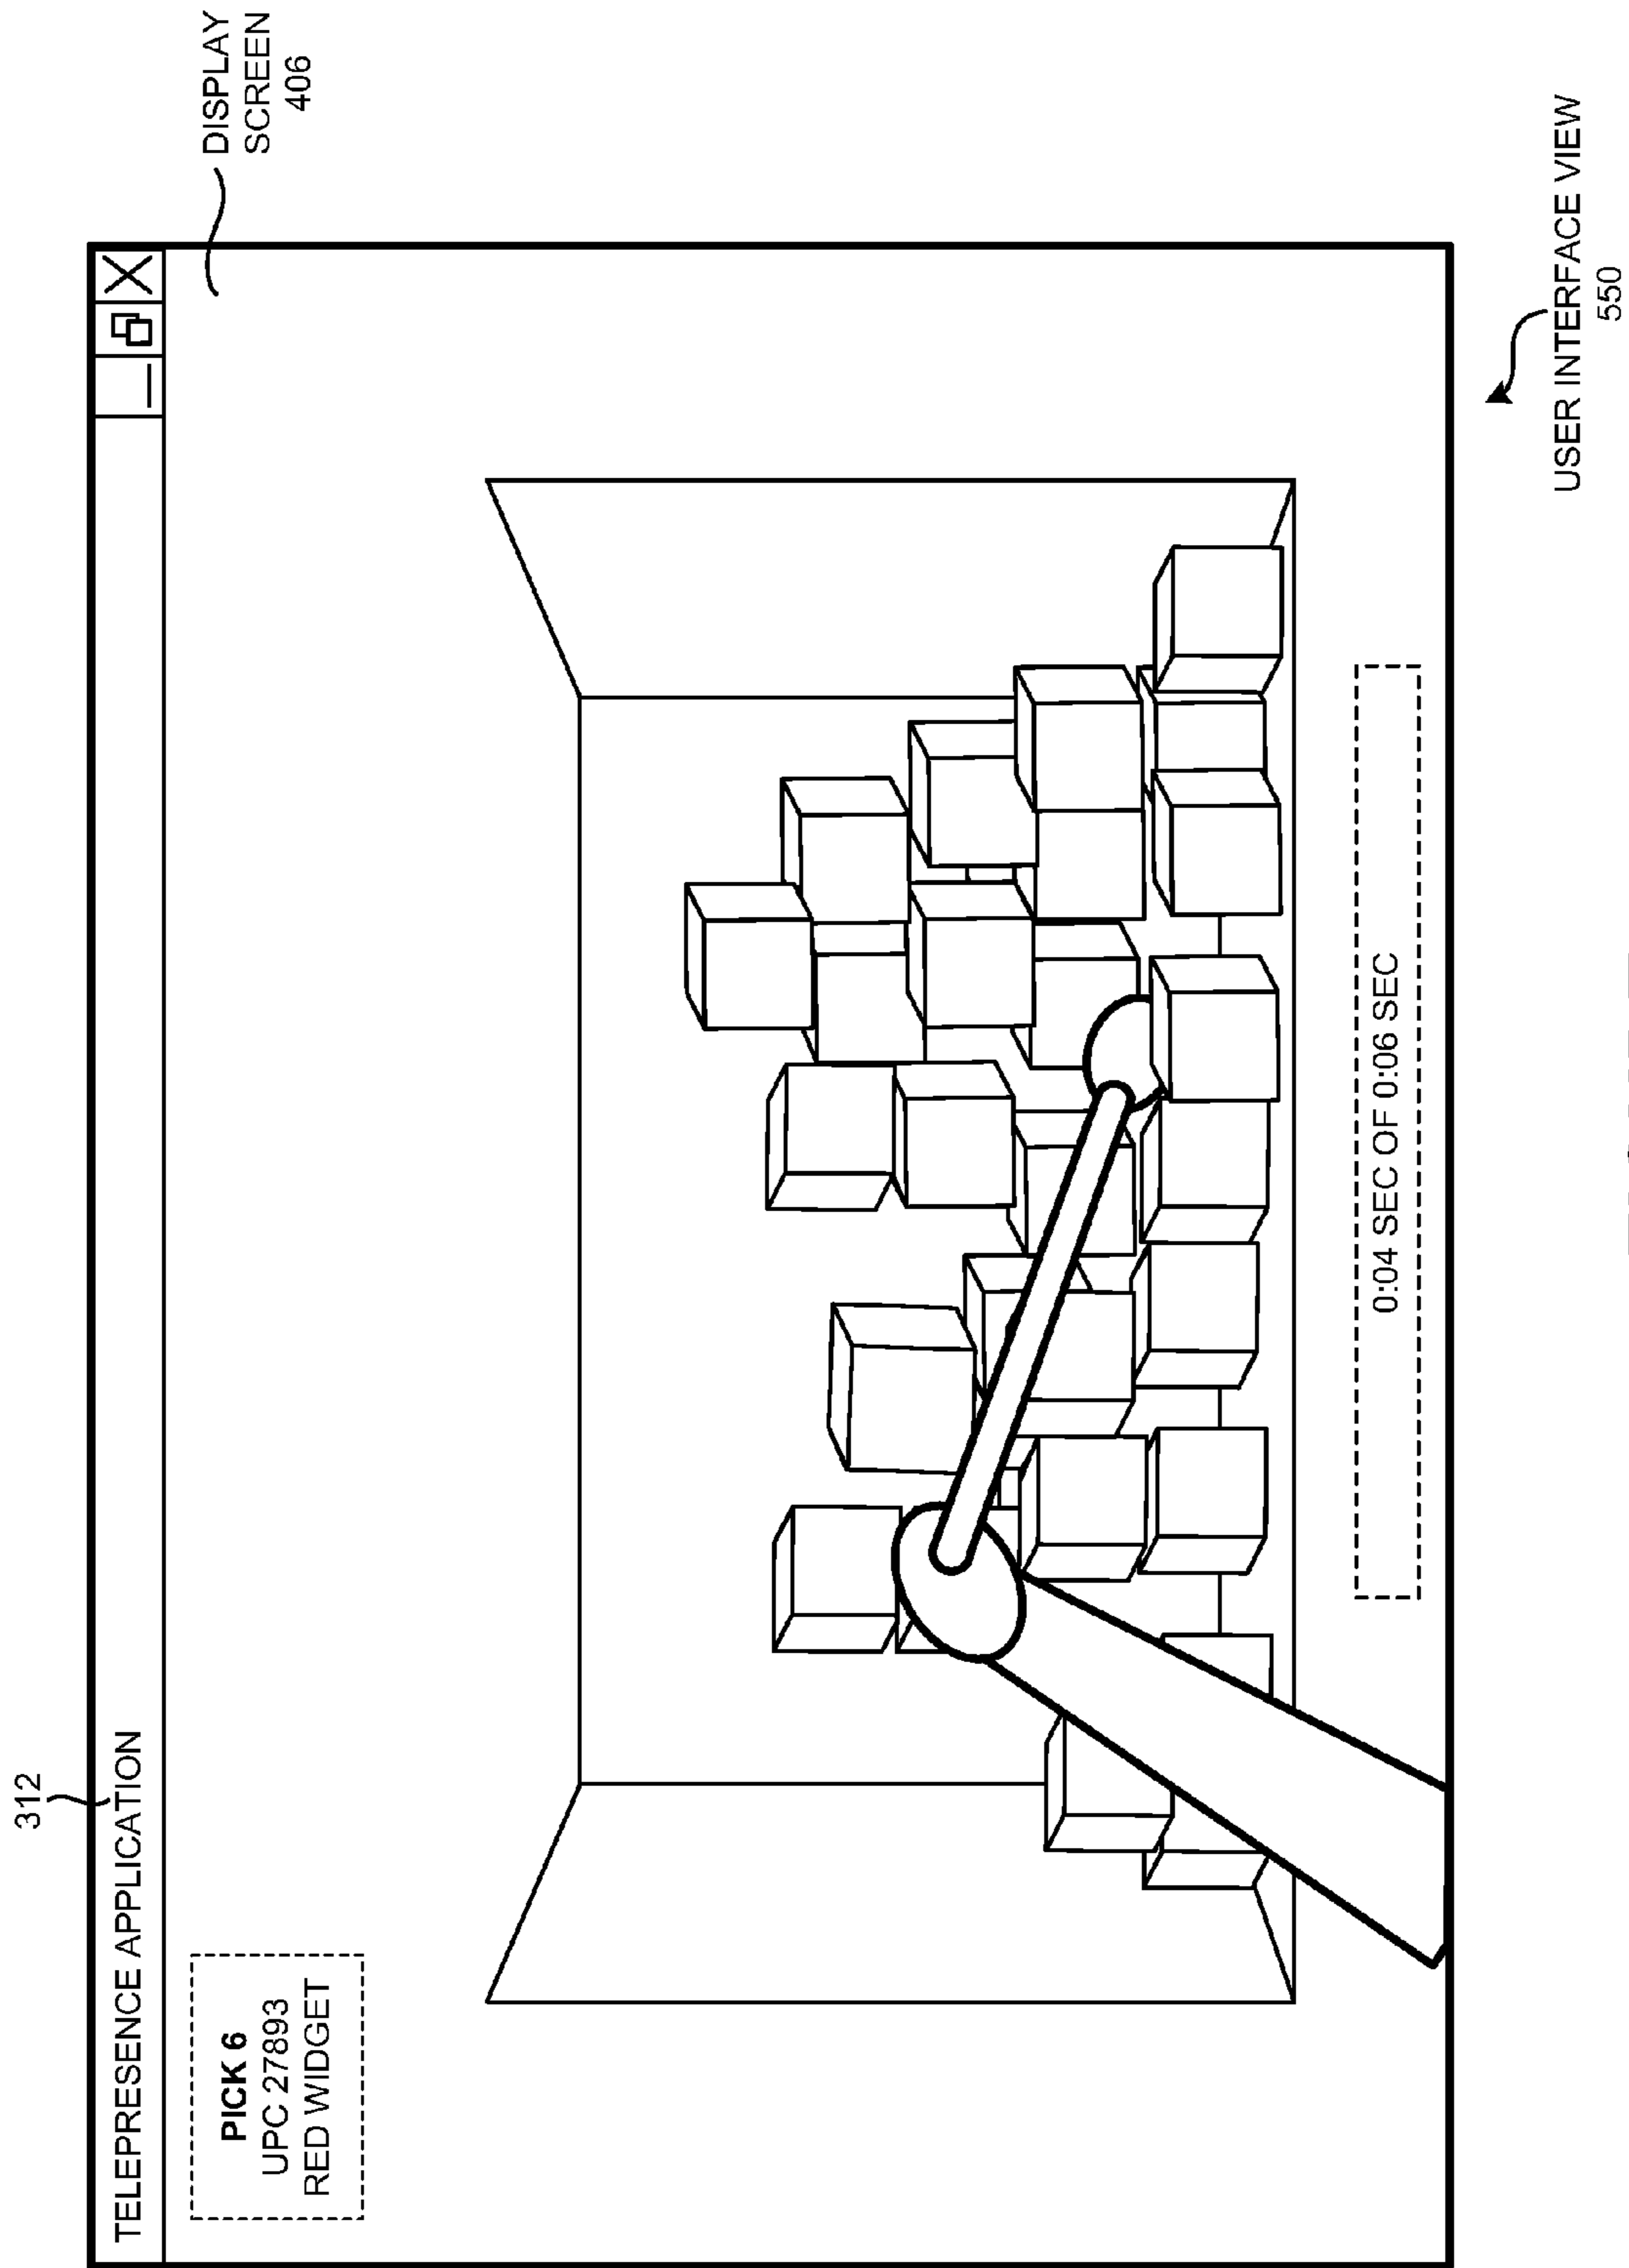 312
TELEPRESENCE APPLICATION
DISPLAY
SCREEN
406
PICK 6
UPC 27893
RED WIDGET
0:04 SEC OF 0:06 SEC
USER INTERFACE VIEW
550